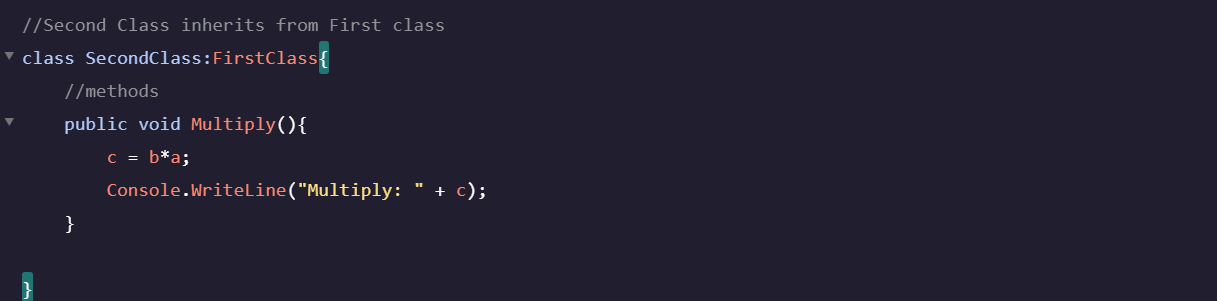 //Second Class inherits from First class
class SecondClass:FirstClass{
    //methods
    public void Multiply(){
        c = b*a;
        Console.WriteLine("Multiply: " + c);
    }
}